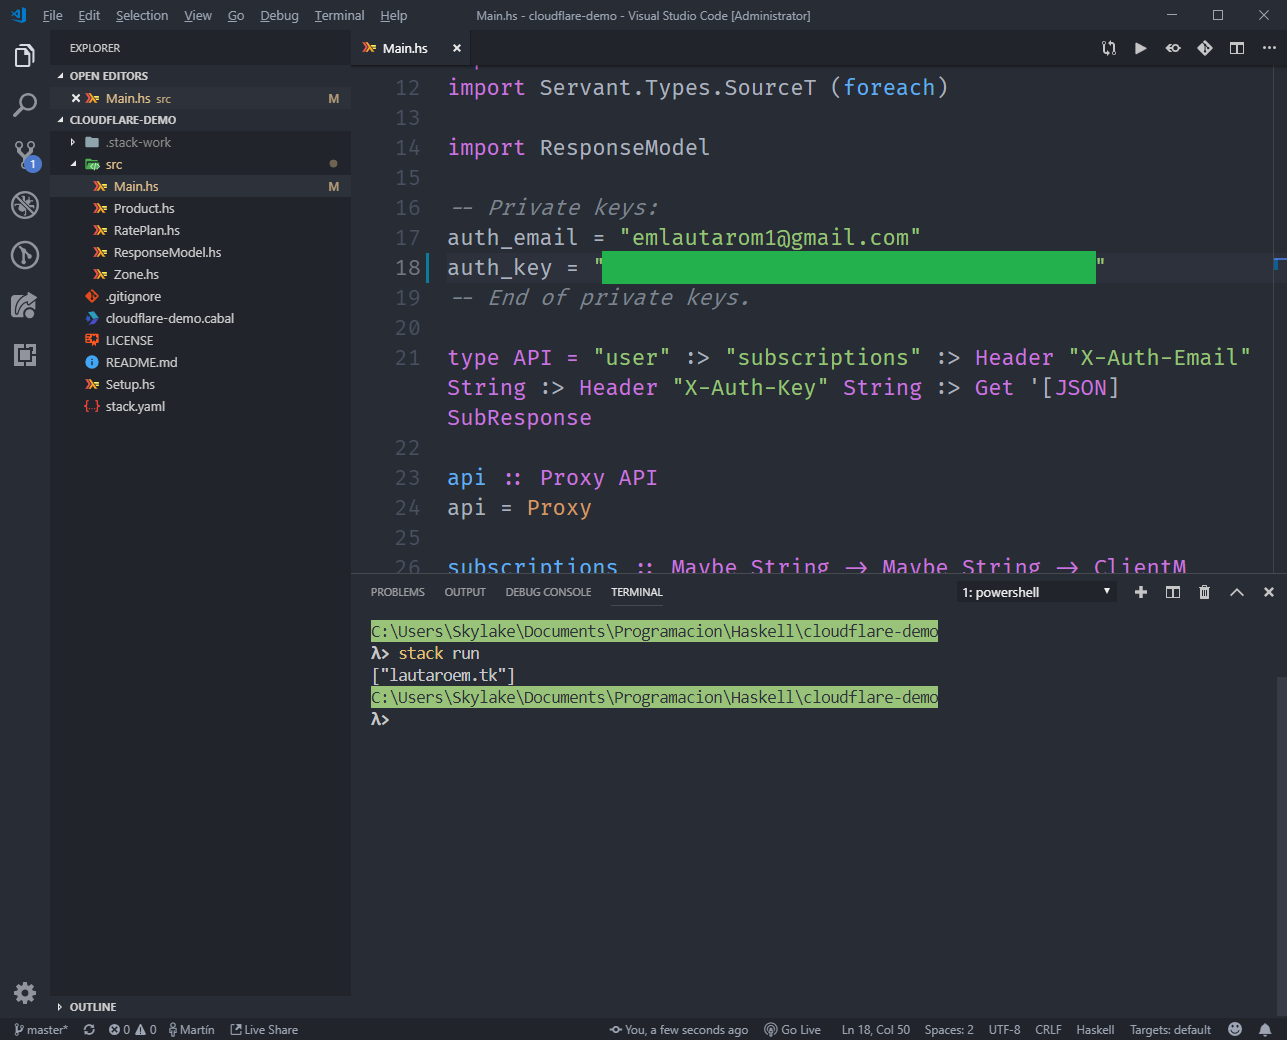 File Edit Selection View Go Debug Terminal Help Main.hs - cloudflare-demo - Visual Studio Code [Administrator]
EXPLORER
OPEN EDITORS
Main.hs src M
CLOUDFLARE-DEMO
.stack-work
src
Main.hs M
Product.hs
RatePlan.hs
ResponseModel.hs
Zone.hs
.gitignore
cloudflare-demo.cabal
LICENSE
README.md
Setup.hs
stack.yaml
OUTLINE
1
Main.hs
12 import Servant.Types.SourceT (foreach)
13
14 import ResponseModel
15
16 -- Private keys:
17 auth_email = "emlautarom1@gmail.com"
18 auth_key = " "
19 -- End of private keys.
20
21 type API = "user" :> "subscriptions" :> Header "X-Auth-Email"
String :> Header "X-Auth-Key" String :> Get '[JSON]
SubResponse
22
23 api :: Proxy API
24 api = Proxy
25
26 subscriptions :: Maybe String -> Maybe String -> ClientM
PROBLEMS OUTPUT DEBUG CONSOLE TERMINAL 1: powershell
C:\Users\Skylake\Documents\Programacion\Haskell\cloudflare-demo
λ> stack run
["lautaroem.tk"]
C:\Users\Skylake\Documents\Programacion\Haskell\cloudflare-demo
λ>
master* 0 0 Martín Live Share You, a few seconds ago Go Live Ln 18, Col 50 Spaces: 2 UTF-8 CRLF Haskell Targets: default